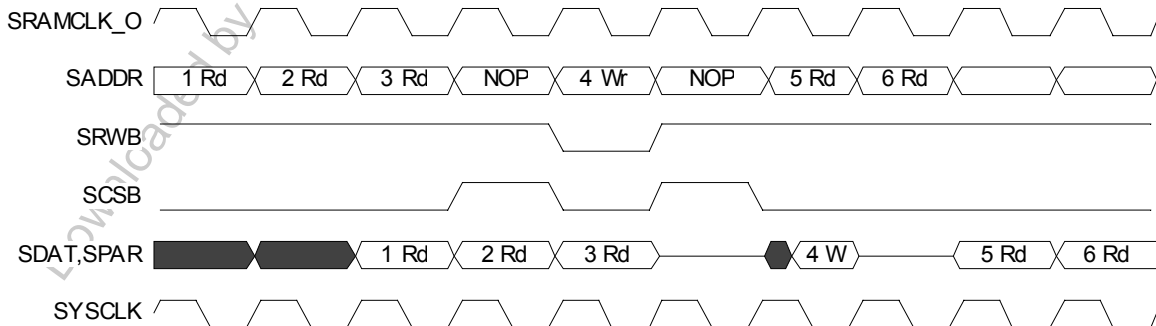 SRAMCLK_O
SADDR 1 Rd 2 Rd 3 Rd NOP 4 Wr NOP 5 Rd 6 Rd
SRWB
SCSB
SDAT,SPAR 1 Rd 2 Rd 3 Rd 4 W 5 Rd 6 Rd
SYSCLK
Downloaded by